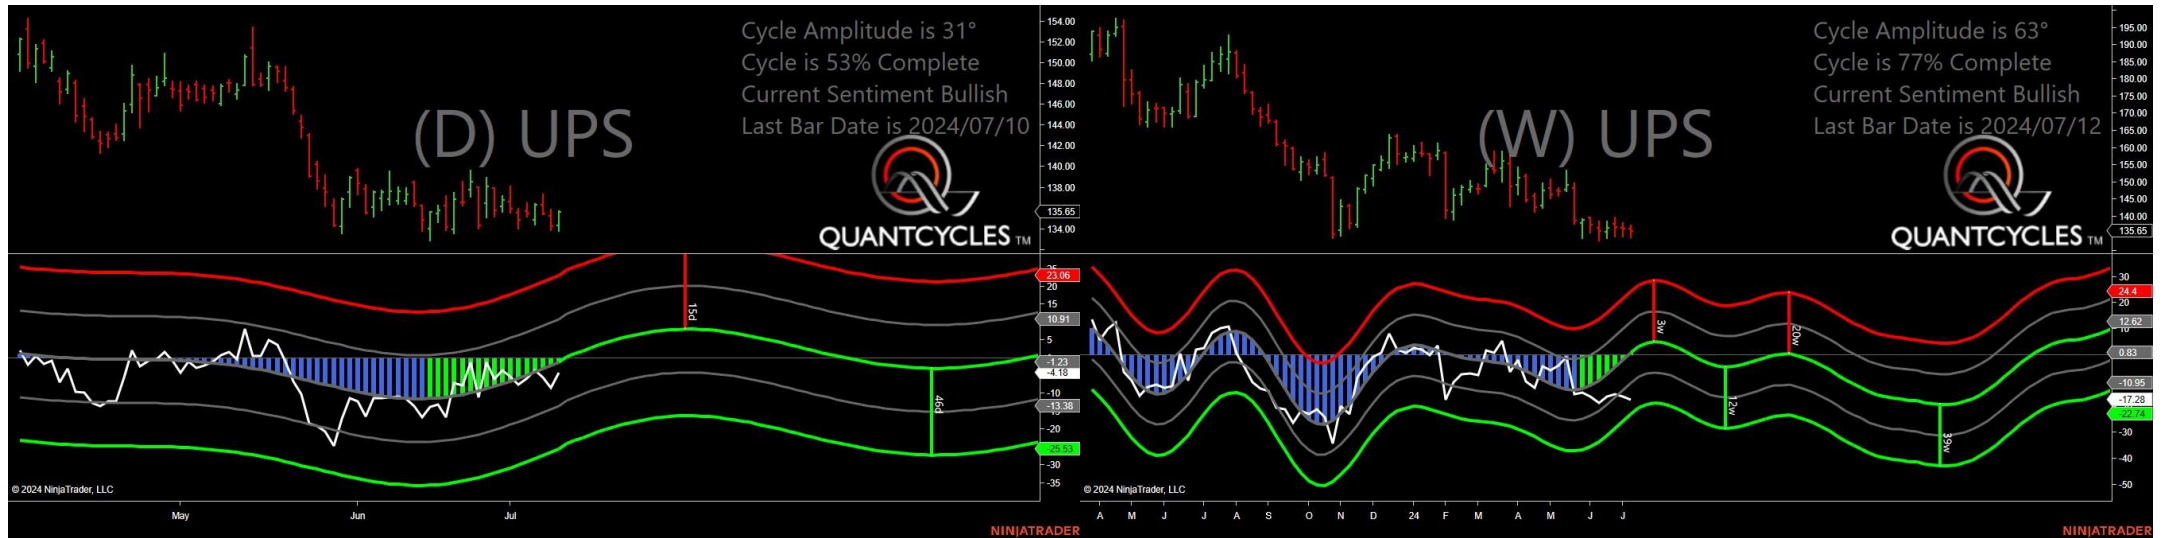 Cycle Amplitude is 31°
Cycle is 53% Complete
Current Sentiment Bullish
Last Bar Date is 2024/07/10
(D) UPS
QUANTCYCLES TM
154.00
152.00
150.00
148.00
146.00
144.00
142.00
140.00
138.00
135.65
134.00
25
23.06
20
15
10.91
5
-1.23
-4.18
-10
-13.38
-20
-25.53
-30
-35
15d
46d
© 2024 NinjaTrader, LLC
May
Jun
Jul
NINJATRADER
Cycle Amplitude is 63°
Cycle is 77% Complete
Current Sentiment Bullish
Last Bar Date is 2024/07/12
(W) UPS
QUANTCYCLES TM
195.00
190.00
185.00
180.00
175.00
170.00
165.00
160.00
155.00
150.00
145.00
140.00
135.65
30
24.4
20
12.62
10
0.83
-10.95
-17.28
-22.74
-30
-40
-50
3w
12w
20w
39w
© 2024 NinjaTrader, LLC
A M J J A S O N D 24 F M A M J J
NINJATRADER